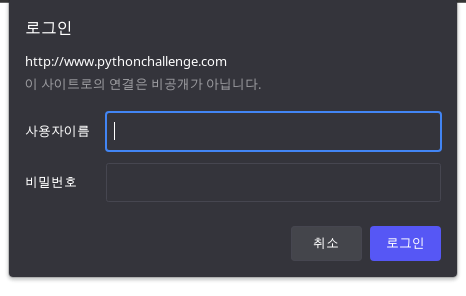 로그인
http://www.pythonchallenge.com
이 사이트로의 연결은 비공개가 아닙니다.
사용자이름
비밀번호
취소 로그인